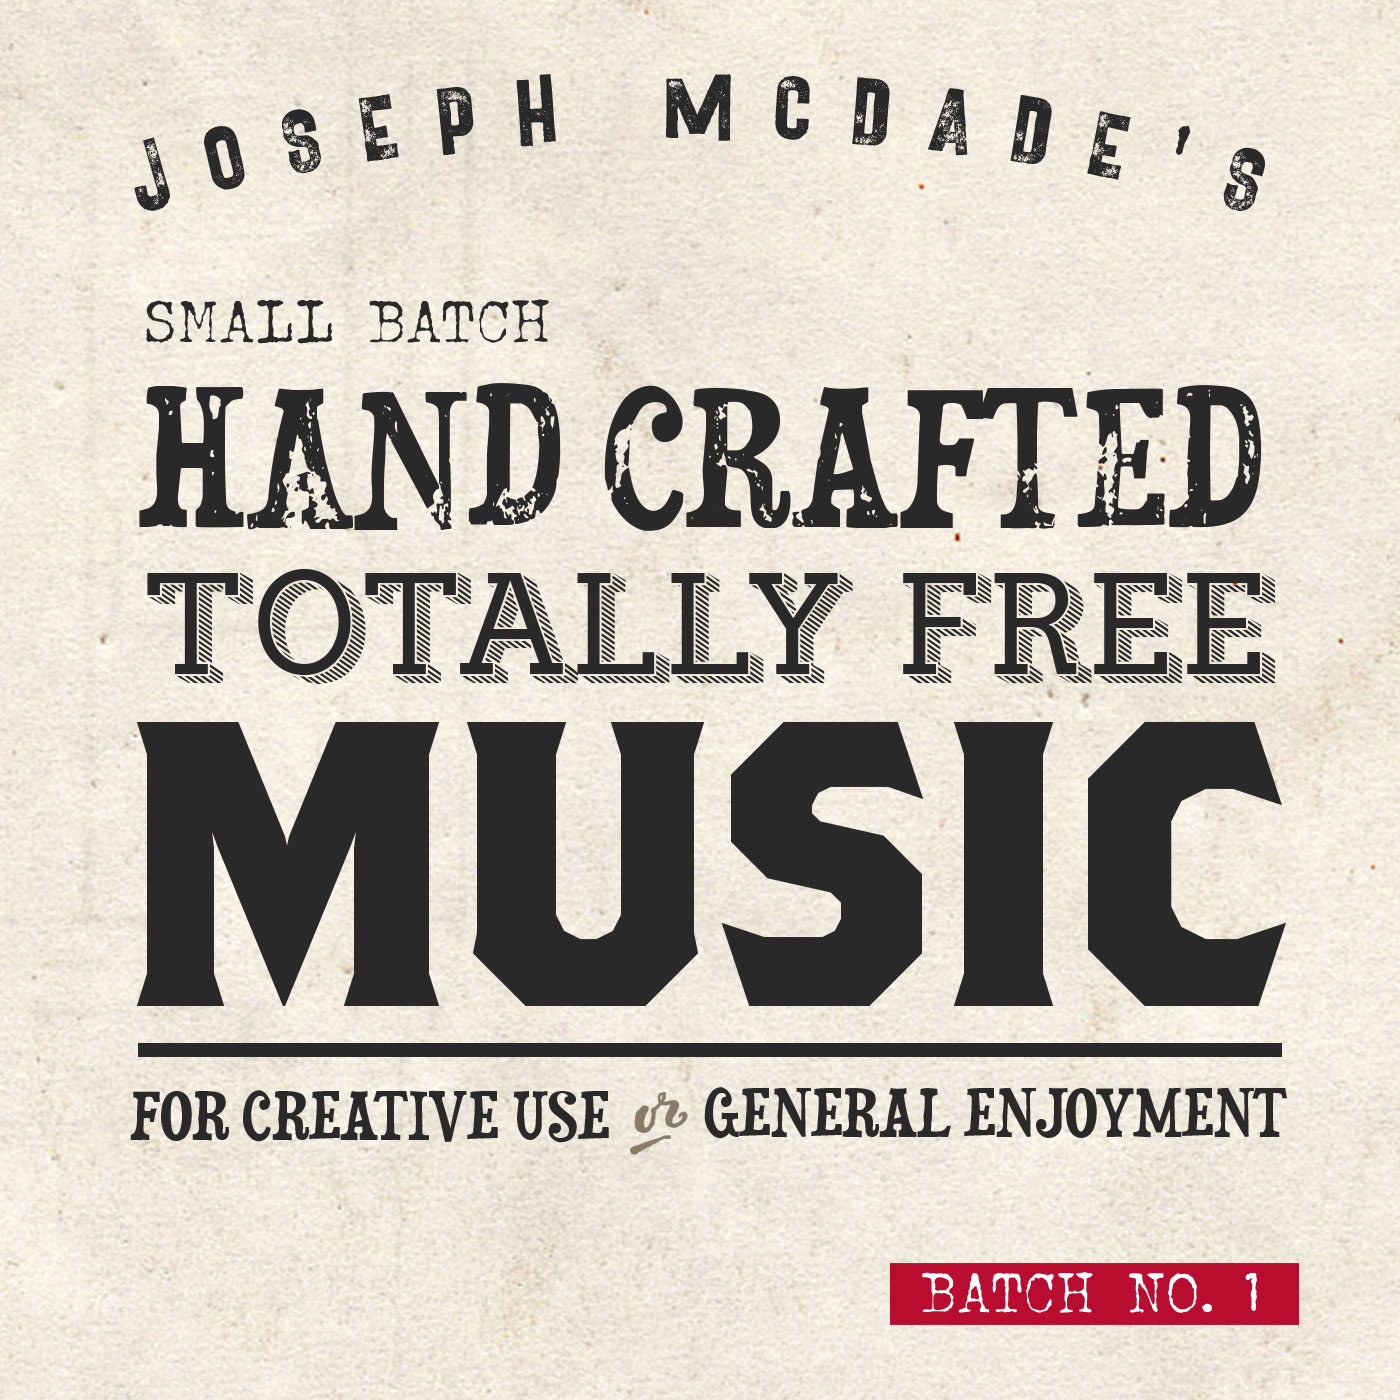 JOSEPH MCDADE'S
SMALL BATCH
HAND CRAFTED
TOTALLY FREE
MUSIC
FOR CREATIVE USE or GENERAL ENJOYMENT
BATCH NO. 1